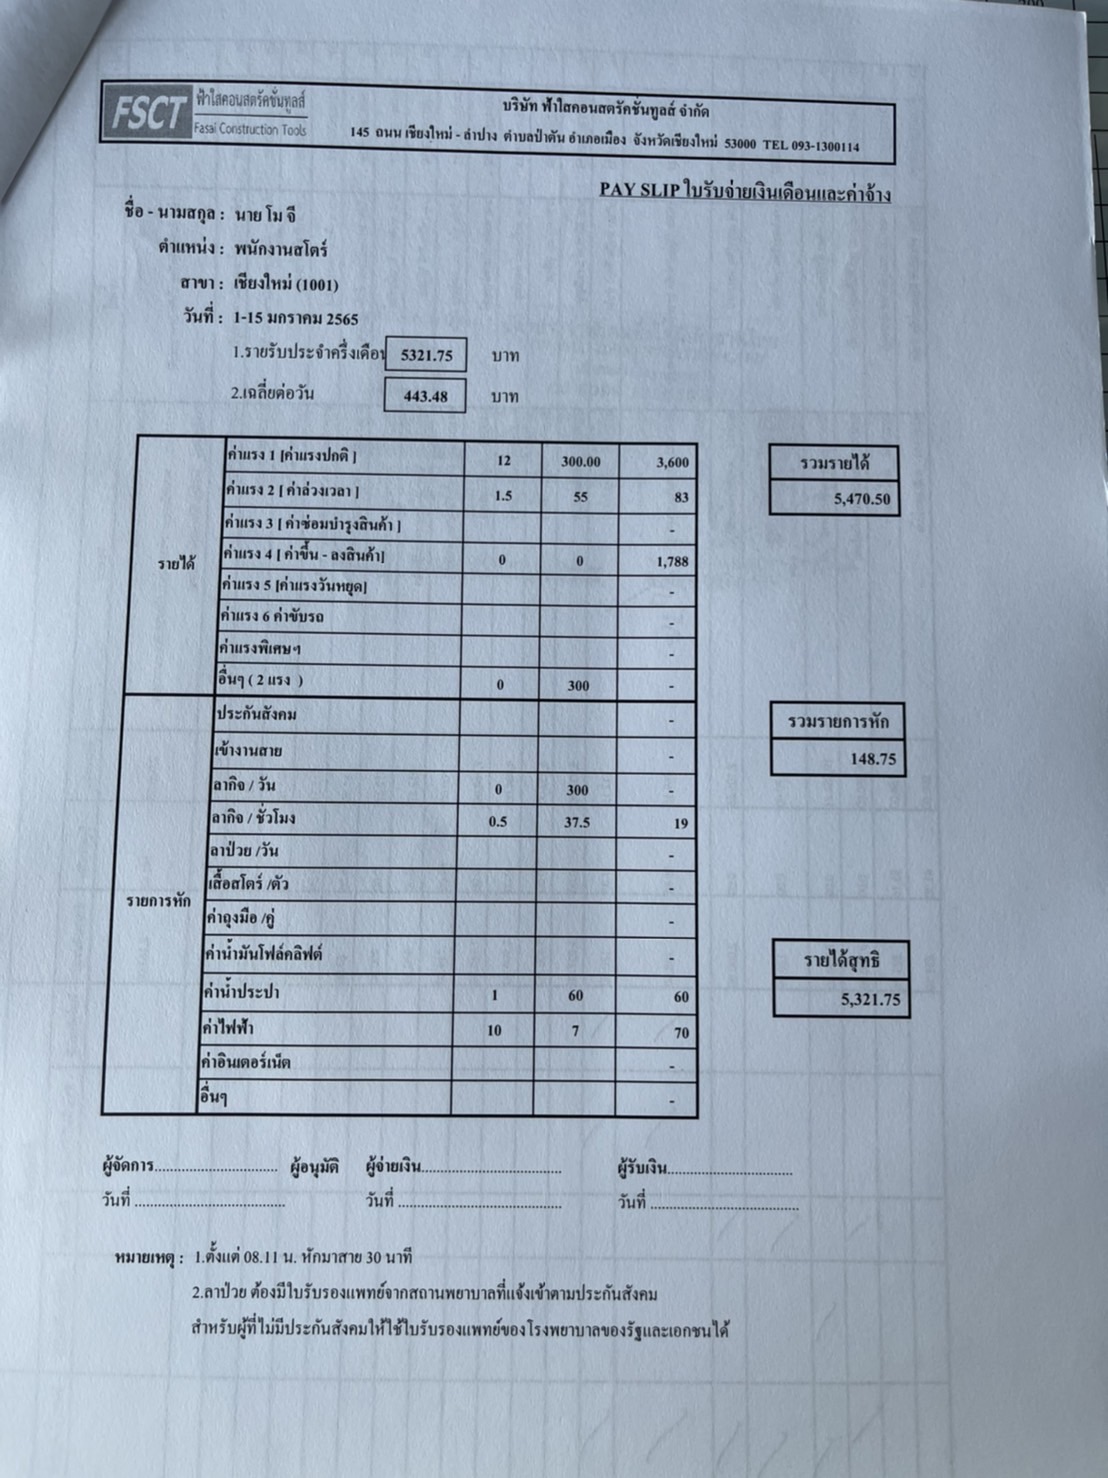 FSCT ฟ้าใสคอนสตรัคชั่นทูลส์
Fasai Construction Tools
บริษัท ฟ้าใสคอนสตรัคชั่นทูลส์ จำกัด
145 ถนน เชียงใหม่ - ลำปาง ตำบลป่าตัน อำเภอเมือง จังหวัดเชียงใหม่ 53000 TEL 093-1300114
PAY SLIP ใบรับจ่ายเงินเดือนและค่าจ้าง
ชื่อ - นามสกุล : นาย โม จี
ตำแหน่ง : พนักงานสโตร์
สาขา : เชียงใหม่ (1001)
วันที่ : 1-15 มกราคม 2565
1.รายรับประจำครึ่งเดือน 5321.75 บาท
2.เฉลี่ยต่อวัน 443.48 บาท
รายได้
ค่าแรง 1 [ค่าแรงปกติ ] 12 300.00 3,600
ค่าแรง 2 [ ค่าล่วงเวลา ] 1.5 55 83
ค่าแรง 3 [ ค่าซ่อมบำรุงสินค้า ] -
ค่าแรง 4 [ ค่าขึ้น - ลงสินค้า] 0 0 1,788
ค่าแรง 5 [ค่าแรงวันหยุด] -
ค่าแรง 6 ค่าขับรถ -
ค่าแรงพิเศษฯ -
อื่นๆ ( 2 แรง ) 0 300 -
รวมรายได้
5,470.50
รายการหัก
ประกันสังคม -
เข้างานสาย -
ลากิจ / วัน 0 300 -
ลากิจ / ชั่วโมง 0.5 37.5 19
ลาป่วย /วัน -
เสื้อสโตร์ /ตัว -
ค่าถุงมือ /คู่ -
ค่าน้ำมันโฟล์คลิฟต์ -
ค่าน้ำประปา 1 60 60
ค่าไฟฟ้า 10 7 70
ค่าอินเตอร์เน็ต -
อื่นๆ -
รวมรายการหัก
148.75
รายได้สุทธิ
5,321.75
ผู้จัดการ.............................. ผู้อนุมัติ ผู้จ่ายเงิน.................................. ผู้รับเงิน..............................
วันที่ ..................................... วันที่ ........................................ วันที่ ....................................
หมายเหตุ : 1.ตั้งแต่ 08.11 น. หักมาสาย 30 นาที
2.ลาป่วย ต้องมีใบรับรองแพทย์จากสถานพยาบาลที่แจ้งเข้าตามประกันสังคม
สำหรับผู้ที่ไม่มีประกันสังคมให้ใช้ใบรับรองแพทย์ของโรงพยาบาลของรัฐและเอกชนได้